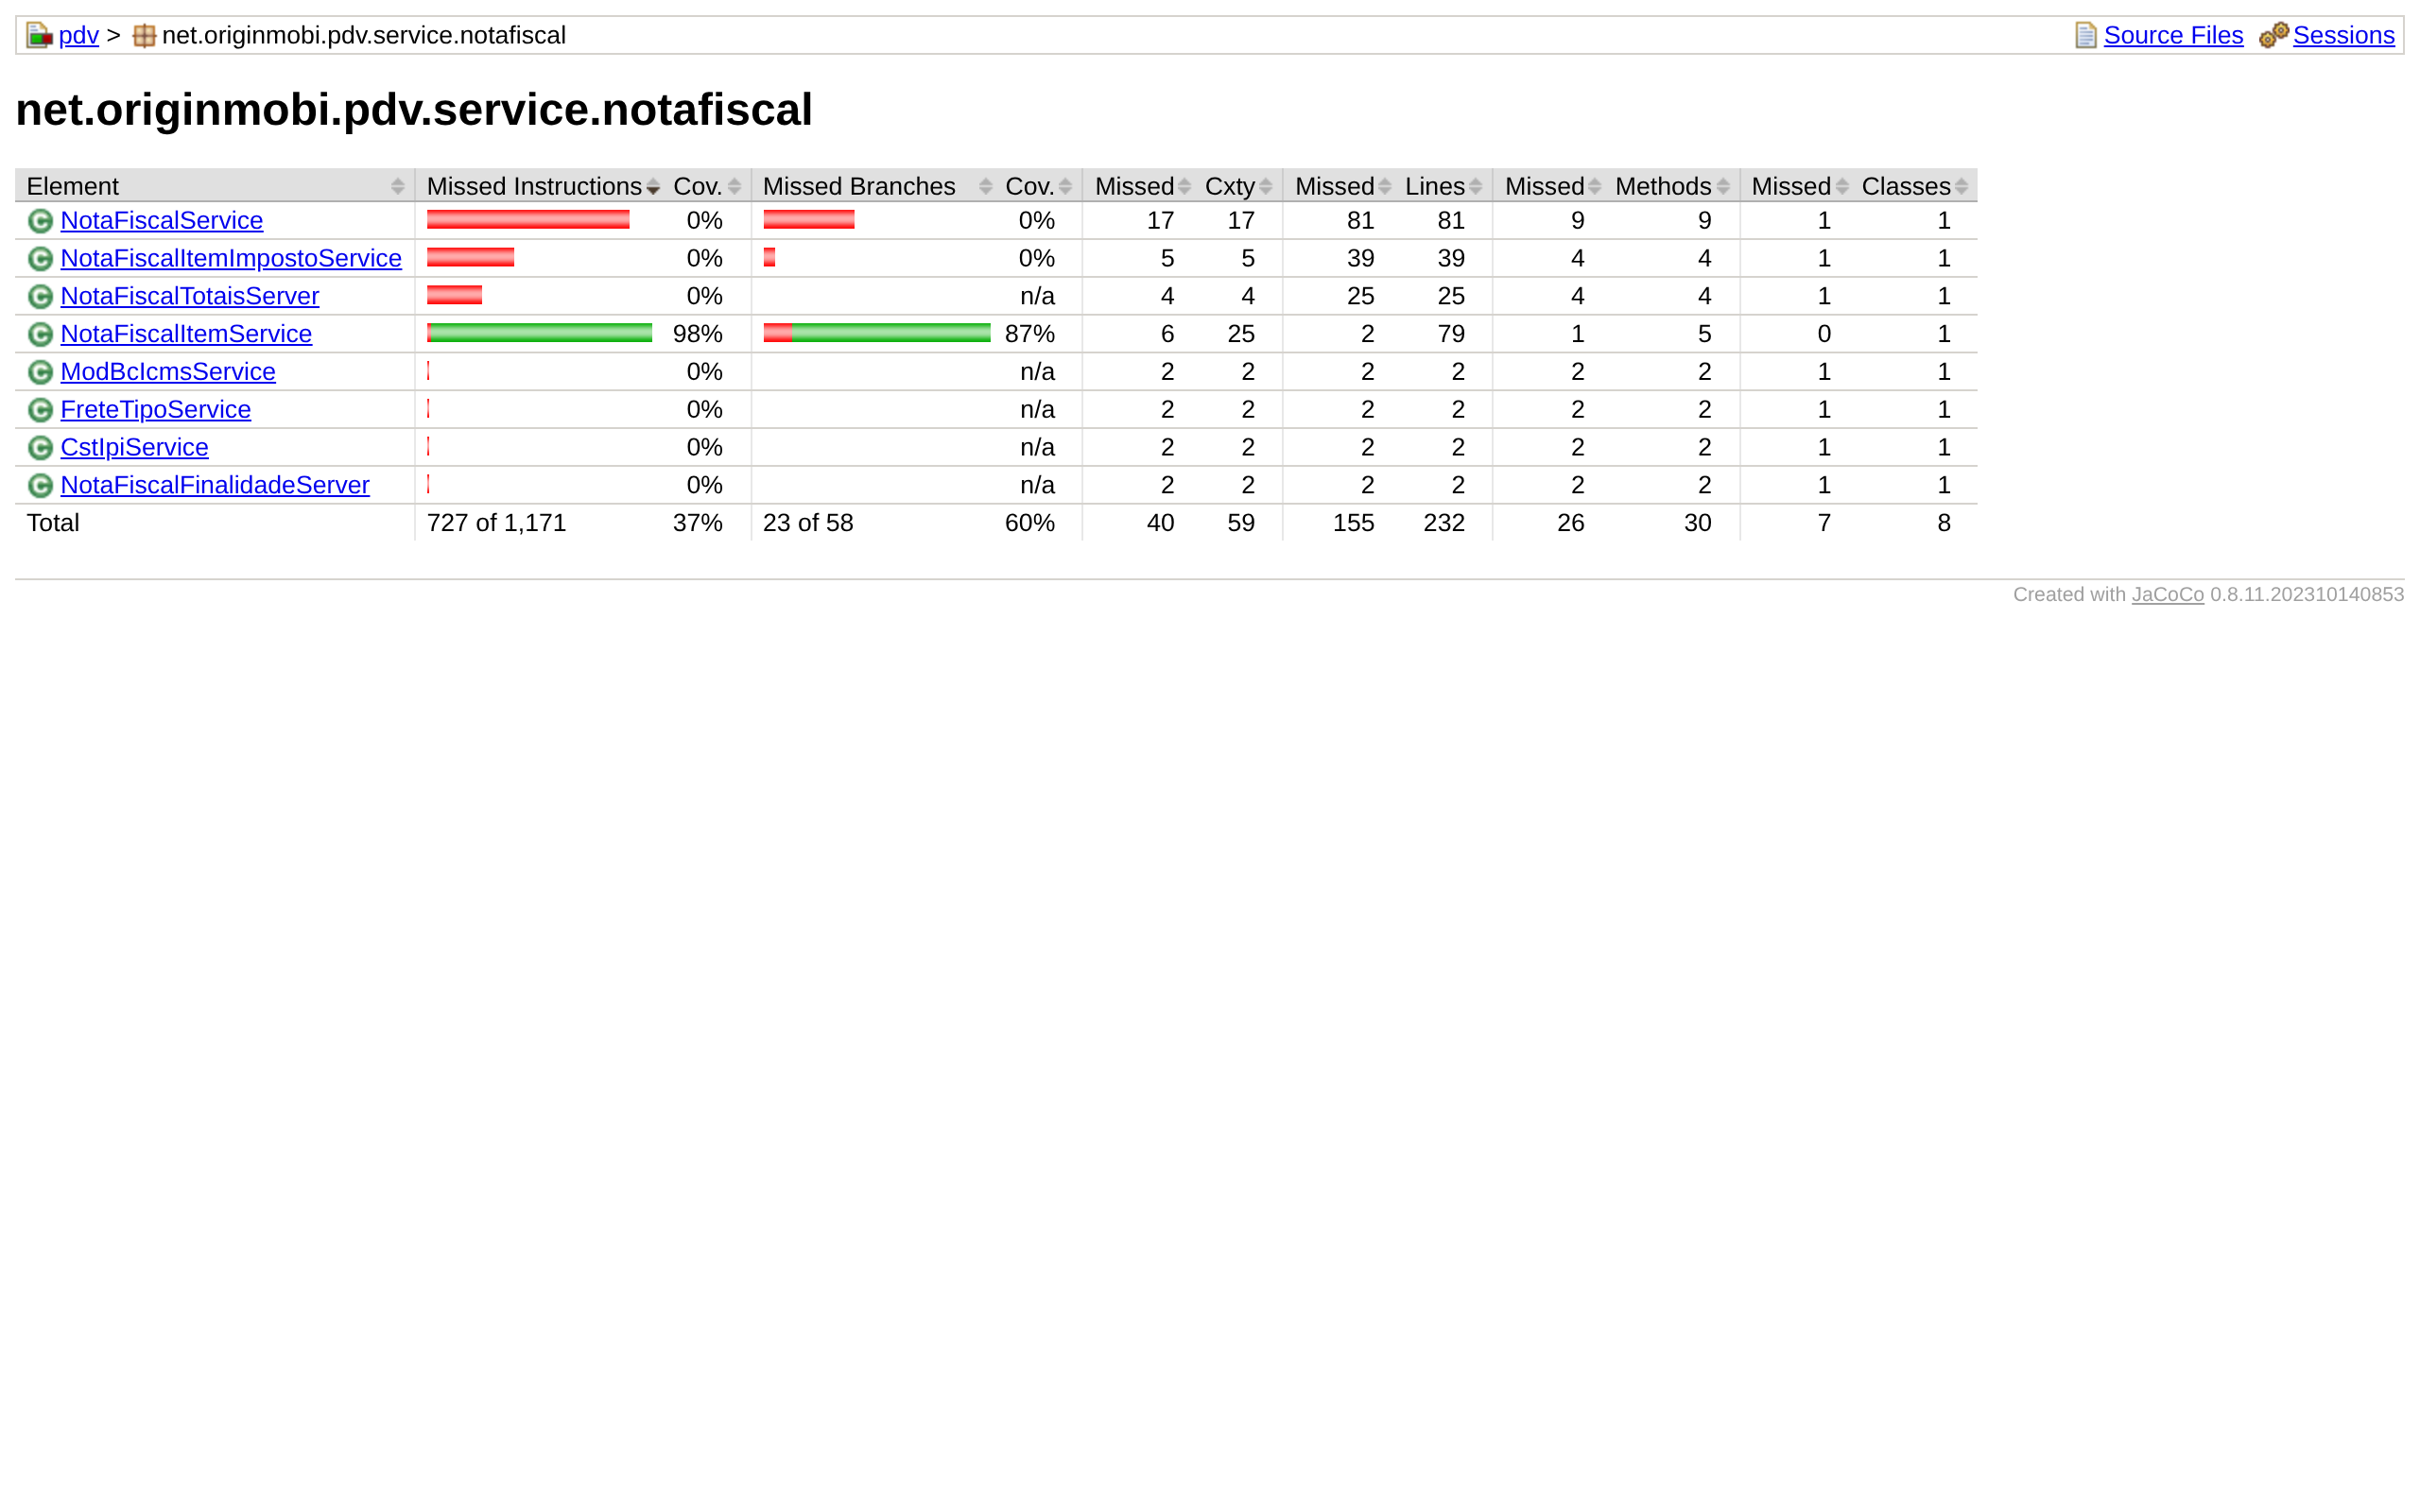 pdv > net.originmobi.pdv.service.notafiscal Source Files Sessions
net.originmobi.pdv.service.notafiscal
Element Missed Instructions Cov. Missed Branches Cov. Missed Cxty Missed Lines Missed Methods Missed Classes
NotaFiscalService 0% 0% 17 17 81 81 9 9 1 1
NotaFiscalItemImpostoService 0% 0% 5 5 39 39 4 4 1 1
NotaFiscalTotaisServer 0% n/a 4 4 25 25 4 4 1 1
NotaFiscalItemService 98% 87% 6 25 2 79 1 5 0 1
ModBcIcmsService 0% n/a 2 2 2 2 2 2 1 1
FreteTipoService 0% n/a 2 2 2 2 2 2 1 1
CstIpiService 0% n/a 2 2 2 2 2 2 1 1
NotaFiscalFinalidadeServer 0% n/a 2 2 2 2 2 2 1 1
Total 727 of 1,171 37% 23 of 58 60% 40 59 155 232 26 30 7 8
Created with JaCoCo 0.8.11.202310140853